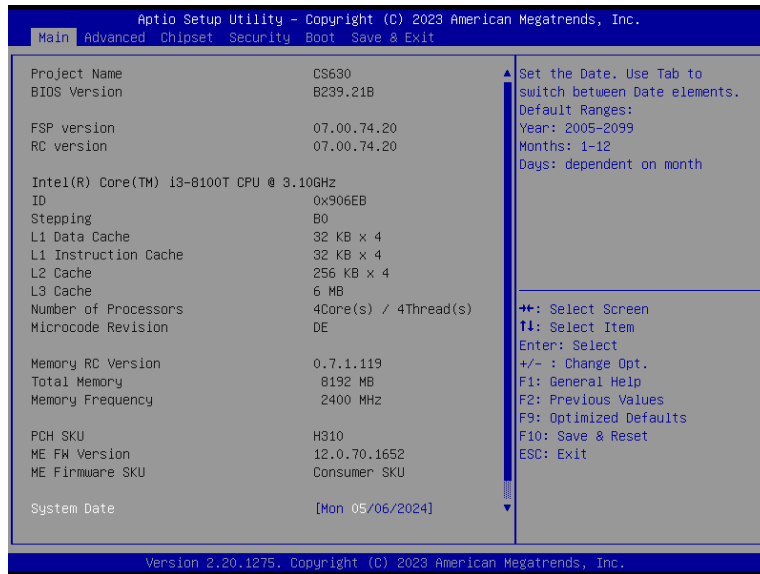 Aptio Setup Utility – Copyright (C) 2023 American Megatrends, Inc.
Main Advanced Chipset Security Boot Save & Exit
Project Name CS630
BIOS Version B239.21B
FSP version 07.00.74.20
RC version 07.00.74.20
Intel(R) Core(TM) i3-8100T CPU @ 3.10GHz
ID 0x906EB
Stepping B0
L1 Data Cache 32 KB x 4
L1 Instruction Cache 32 KB x 4
L2 Cache 256 KB x 4
L3 Cache 6 MB
Number of Processors 4Core(s) / 4Thread(s)
Microcode Revision DE
Memory RC Version 0.7.1.119
Total Memory 8192 MB
Memory Frequency 2400 MHz
PCH SKU H310
ME FW Version 12.0.70.1652
ME Firmware SKU Consumer SKU
System Date [Mon 05/06/2024]
Set the Date. Use Tab to
switch between Date elements.
Default Ranges:
Year: 2005-2099
Months: 1-12
Days: dependent on month
→←: Select Screen
↑↓: Select Item
Enter: Select
+/- : Change Opt.
F1: General Help
F2: Previous Values
F9: Optimized Defaults
F10: Save & Reset
ESC: Exit
Version 2.20.1275. Copyright (C) 2023 American Megatrends, Inc.